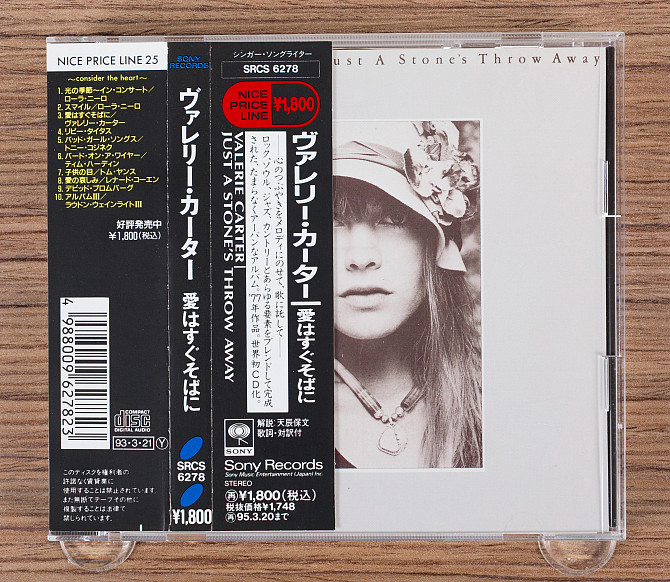 NICE PRICE LINE 25
〜consider the heart〜
1. 光の季節〜イン・コンサート/
ローラ・ニーロ
2. スマイル/ローラ・ニーロ
3. 愛はすぐそばに/
ヴァレリー・カーター
4. リビー・タイタス
5. バッド・ガール・ソングス/
トニー・コジネク
6. バード・オン・ア・ワイヤー/
ティム・ハーディン
7. 子供の目/トム・ヤンス
8. 愛の哀しみ/レナード・コーエン
9. デビッド・ブロムバーグ
10. アルバムIII/
ラウドン・ウェインライトIII
好評発売中
¥1,800(税込)
4 988009 627823
COMPACT
disc
DIGITAL AUDIO
93・3・21 Y
このディスクを権利者の
許諾なく賃貸業に
使用することは禁止されています。
また無断でテープその他に
複製することは法律で
禁じられています。
SONY
RECORDS
ヴァレリー・カーター 愛はすぐそばに
SRCS
6278
¥1,800
シンガー・ソングライター
SRCS 6278
NICE
PRICE
LINE
¥1,800
ヴァレリー・カーター 愛はすぐそばに
──心のつぶやきをメロディにのせて、歌に託して──
ロック、ソウル、ジャズ、カントリーとあらゆる要素をブレンドして完成
された、たまらなくアーバンなアルバム。'77年作品。世界初CD化。
VALERIE CARTER
JUST A STONE'S THROW AWAY
解説:天辰保文
歌詞・対訳付
SONY
Sony Records
Sony Music Entertainment (Japan) Inc.
STEREO
再¥1,800(税込)
税抜価格¥1,748
再95.3.20まで
ust A Stone's Throw Away